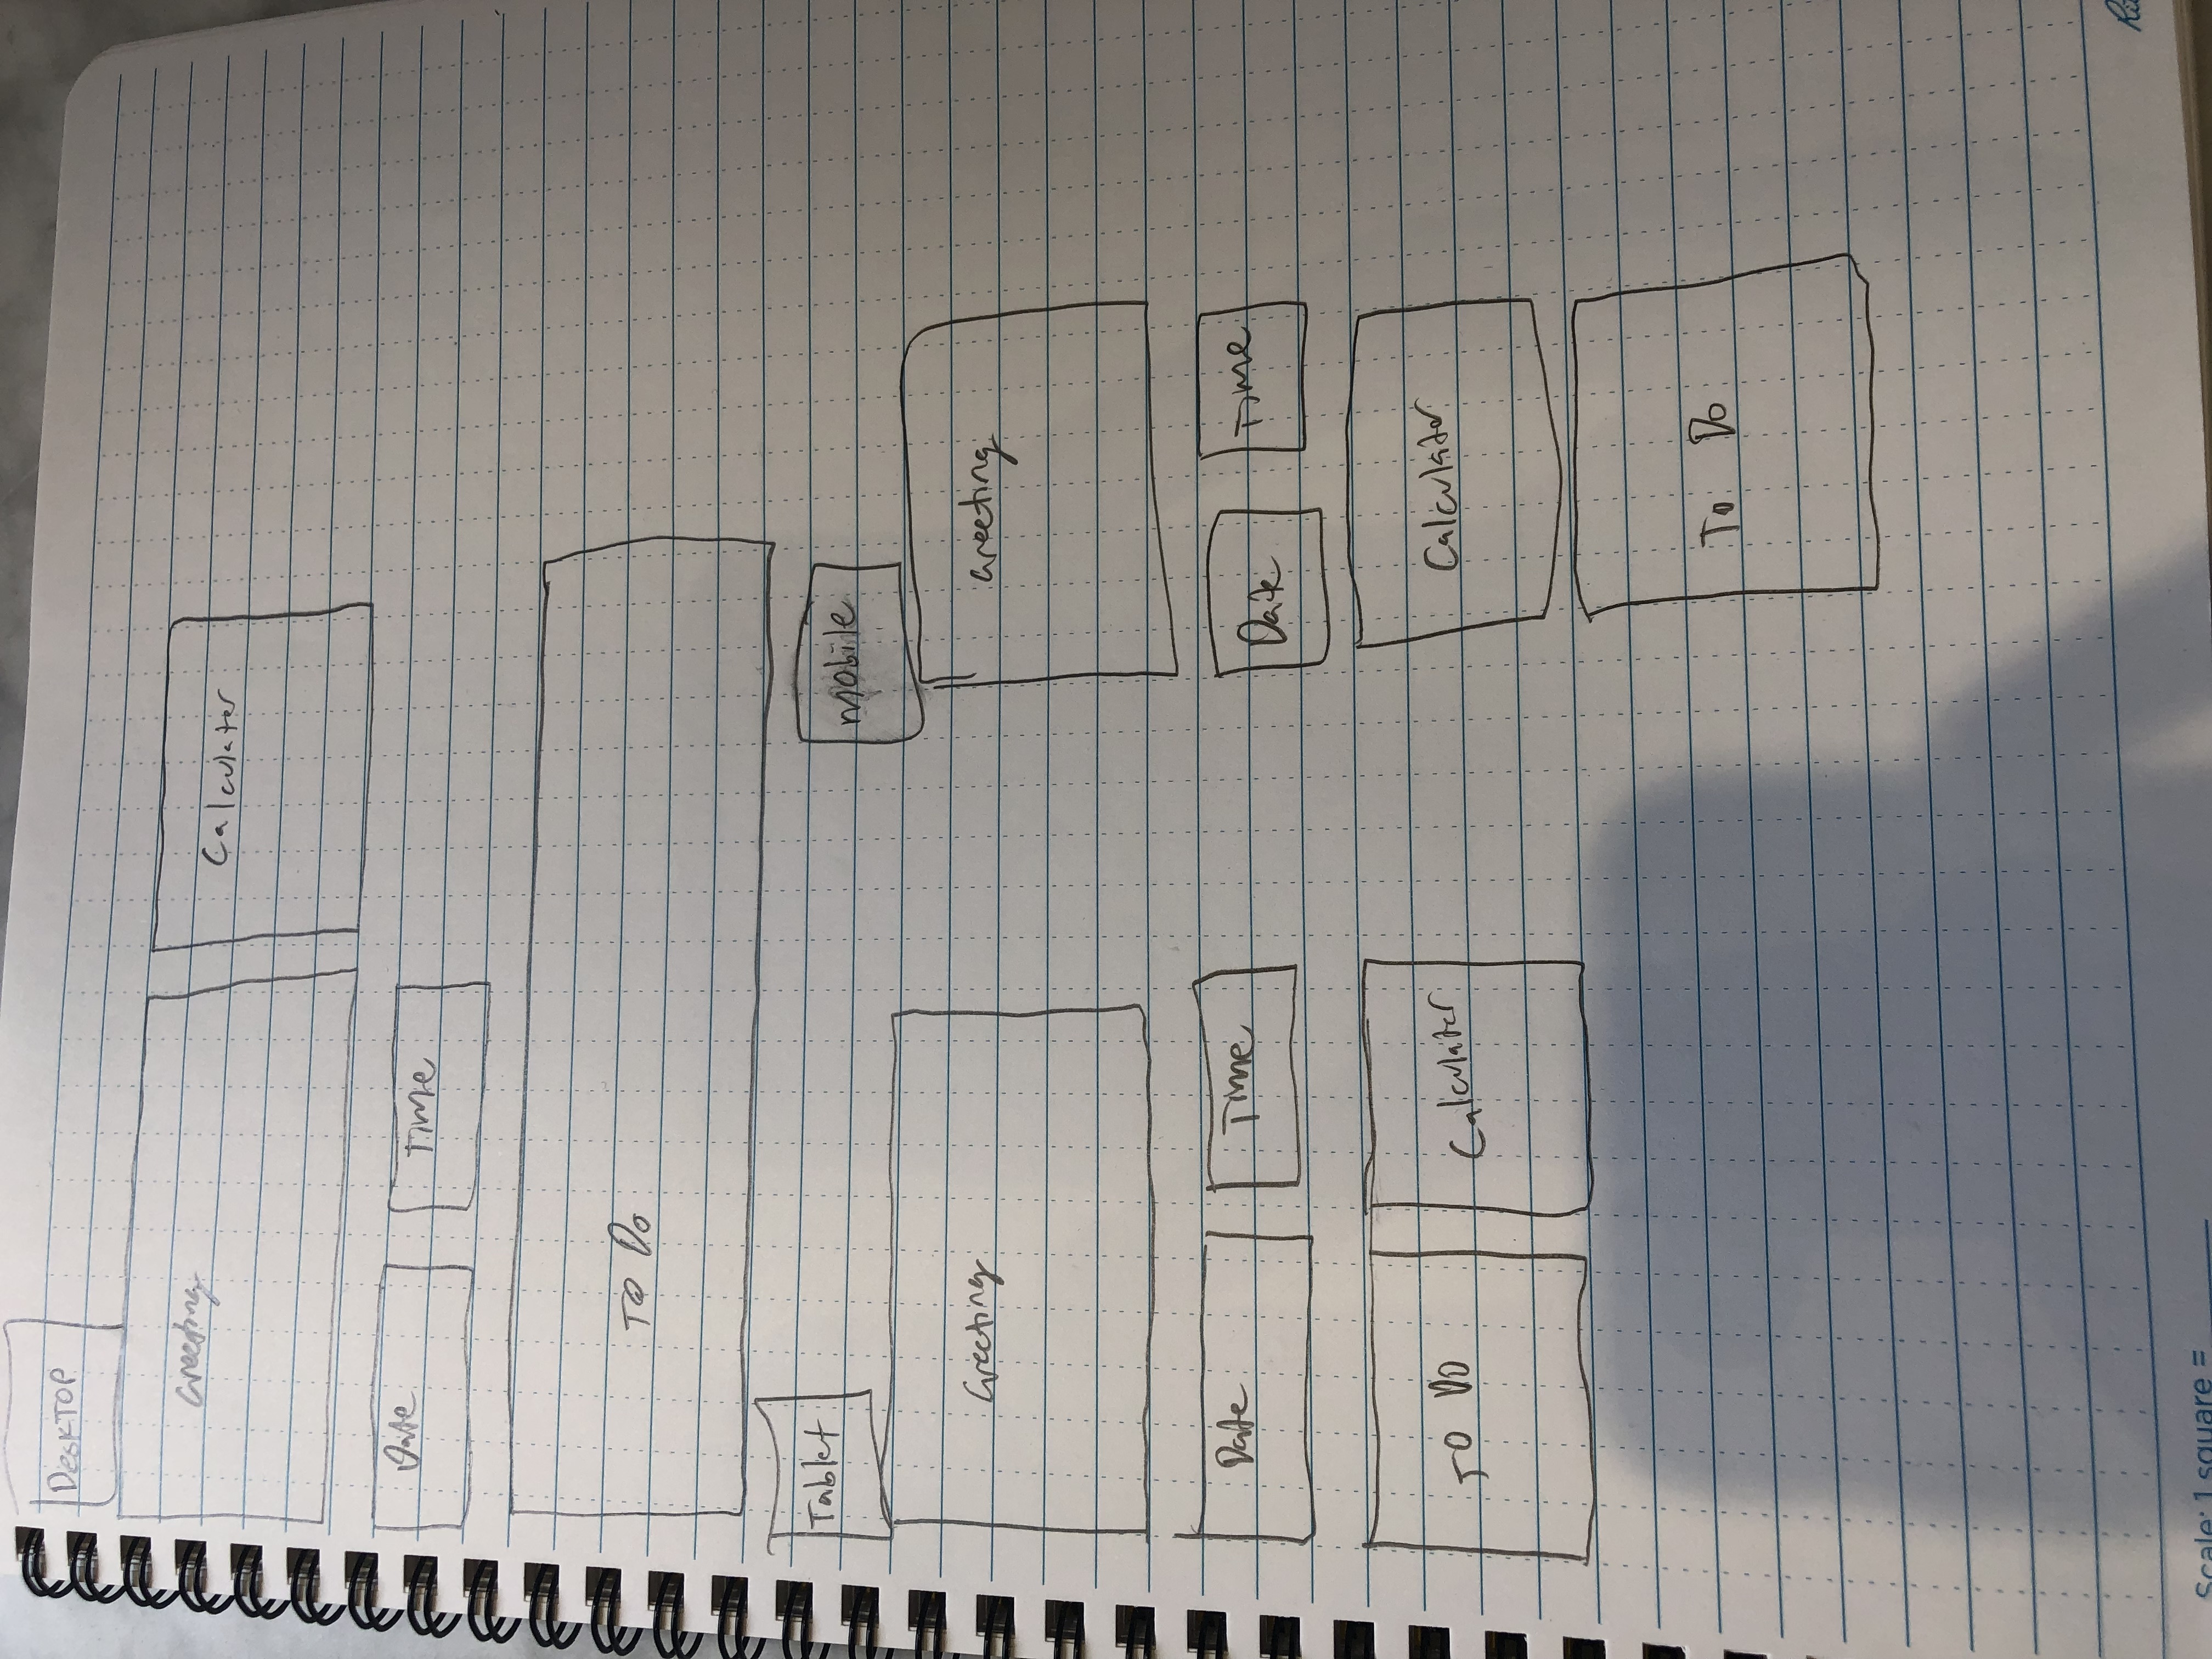 DeskTOP
Greeting
Calculater
Date
Time
TO DO
Tablet
mobile
Greeting
Greeting
Date
Time
Date
Time
TO DO
Calculater
Calculater
To Do
Scale: 1 square =